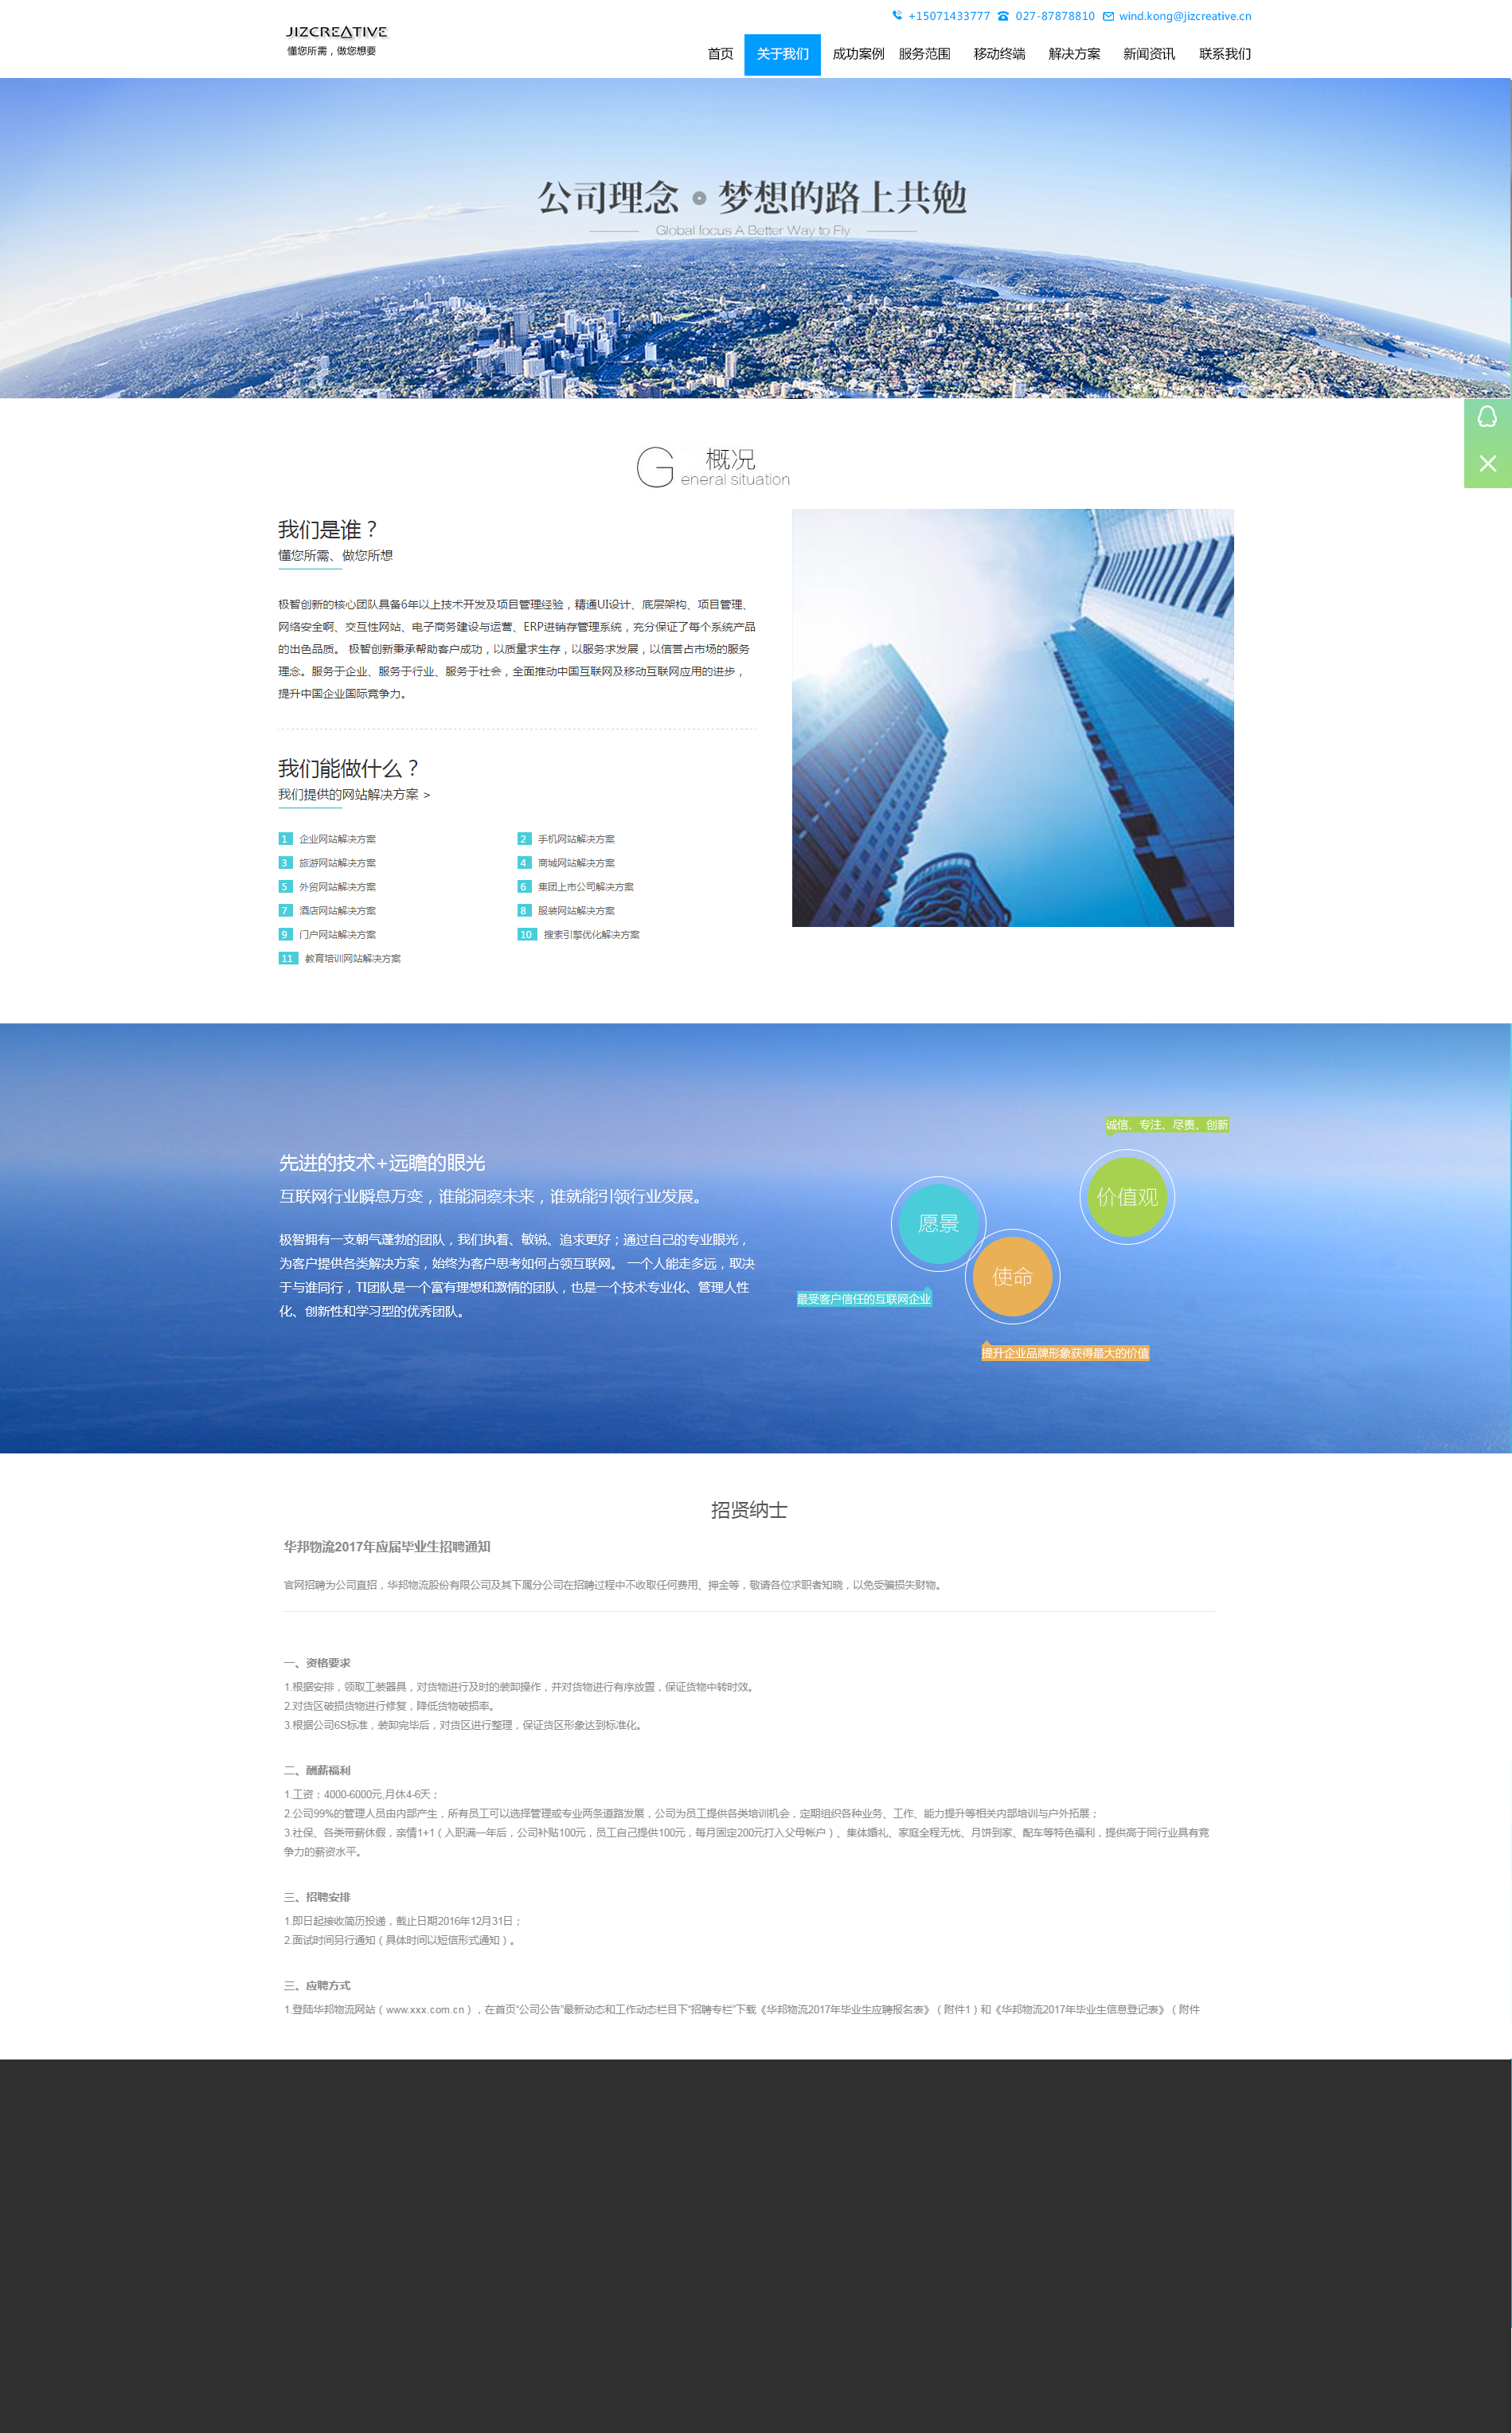 +15071433777 027-87878810 wind.kong@jizcreative.cn
JIZCREATIVE
懂您所需，做您想要
首页 关于我们 成功案例 服务范围 移动终端 解决方案 新闻资讯 联系我们
公司理念 梦想的路上共勉
Global focus A Better Way to Fly
概况
General situation
我们是谁？
懂您所需、做您所想
极智创新的核心团队具备6年以上技术开发及项目管理经验，精通UI设计、底层架构、项目管理、
网络安全啊、交互性网站、电子商务建设与运营、ERP进销存管理系统，充分保证了每个系统产品
的出色品质。 极智创新秉承帮助客户成功，以质量求生存，以服务求发展，以信誉占市场的服务
理念。服务于企业、服务于行业、服务于社会，全面推动中国互联网及移动互联网应用的进步，
提升中国企业国际竞争力。
我们能做什么？
我们提供的网站解决方案 >
1 企业网站解决方案 2 手机网站解决方案
3 旅游网站解决方案 4 商城网站解决方案
5 外贸网站解决方案 6 集团上市公司解决方案
7 酒店网站解决方案 8 服装网站解决方案
9 门户网站解决方案 10 搜索引擎优化解决方案
11 教育培训网站解决方案
先进的技术+远瞻的眼光
互联网行业瞬息万变，谁能洞察未来，谁就能引领行业发展。
极智拥有一支朝气蓬勃的团队，我们执着、敏锐、追求更好；通过自己的专业眼光，
为客户提供各类解决方案，始终为客户思考如何占领互联网。 一个人能走多远，取决
于与谁同行，TI团队是一个富有理想和激情的团队，也是一个技术专业化、管理人性
化、创新性和学习型的优秀团队。
诚信、专注、尽责、创新
价值观
愿景
使命
最受客户信任的互联网企业
提升企业品牌形象获得最大的价值
招贤纳士
华邦物流2017年应届毕业生招聘通知
官网招聘为公司直招，华邦物流股份有限公司及其下属分公司在招聘过程中不收取任何费用、押金等，敬请各位求职者知晓，以免受骗损失财物。
一、资格要求
1.根据安排，领取工装器具，对货物进行及时的装卸操作，并对货物进行有序放置，保证货物中转时效。
2.对货区破损货物进行修复，降低货物破损率。
3.根据公司6S标准，装卸完毕后，对货区进行整理，保证货区形象达到标准化。
二、酬薪福利
1.工资：4000-6000元,月休4-6天；
2.公司99%的管理人员由内部产生，所有员工可以选择管理或专业两条道路发展，公司为员工提供各类培训机会，定期组织各种业务、工作、能力提升等相关内部培训与户外拓展；
3.社保、各类带薪休假，亲情1+1（入职满一年后，公司补贴100元，员工自己提供100元，每月固定200元打入父母帐户）、集体婚礼、家庭全程无忧、月饼到家、配车等特色福利，提供高于同行业具有竞
争力的薪资水平。
三、招聘安排
1.即日起接收简历投递，截止日期2016年12月31日；
2.面试时间另行通知（具体时间以短信形式通知）。
三、应聘方式
1.登陆华邦物流网站（www.xxx.com.cn），在首页“公司公告”最新动态和工作动态栏目下“招聘专栏”下载《华邦物流2017年毕业生应聘报名表》（附件1）和《华邦物流2017年毕业生信息登记表》（附件